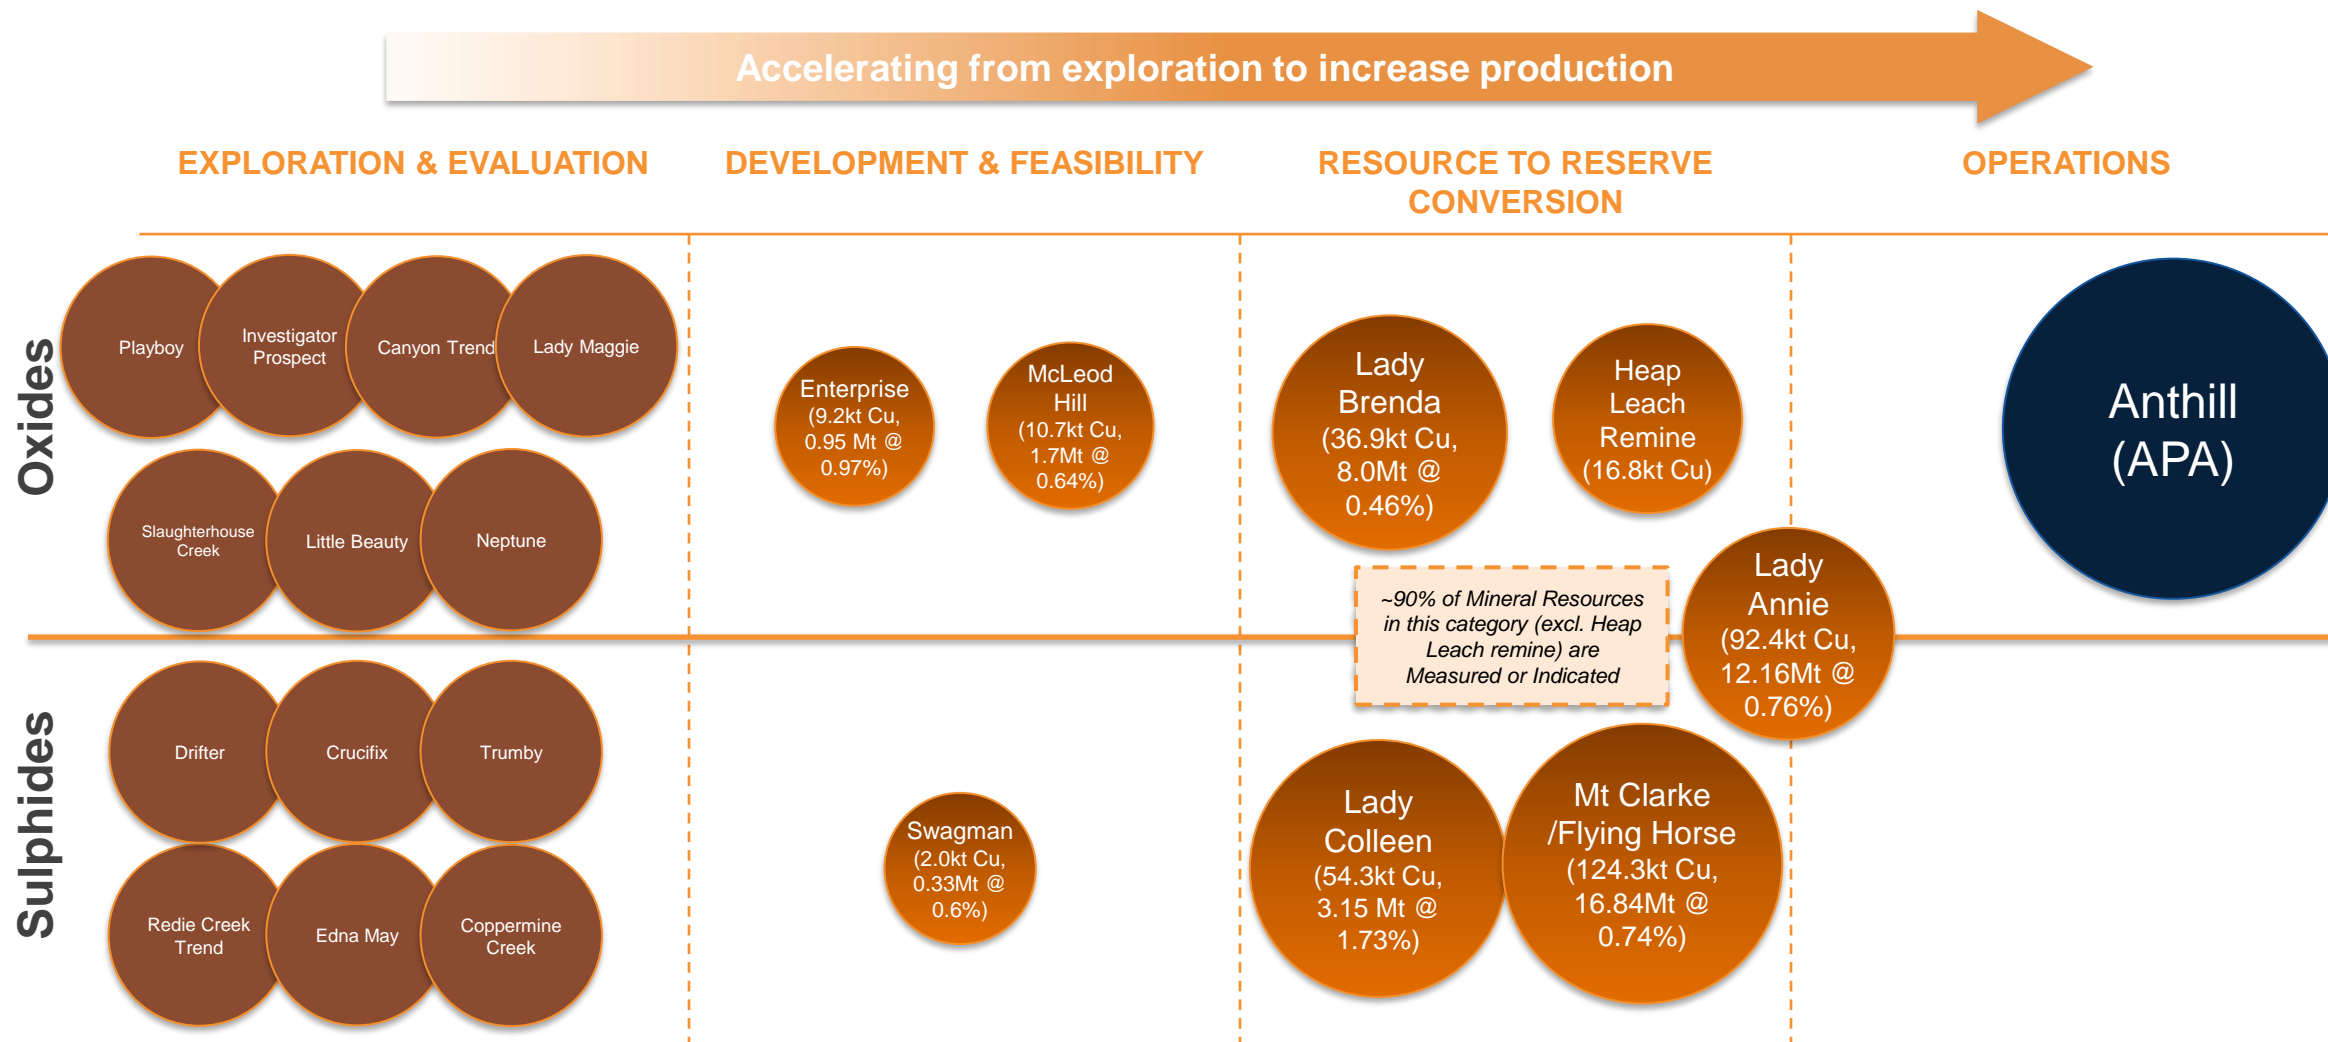 Accelerating from exploration to increase production
EXPLORATION & EVALUATION
DEVELOPMENT & FEASIBILITY
RESOURCE TO RESERVE
CONVERSION
OPERATIONS
Oxides
Playboy
Investigator
Prospect
Canyon Trend
Lady Maggie
Slaughterhouse
Creek
Little Beauty
Neptune
Enterprise
(9.2kt Cu,
0.95 Mt @
0.97%)
McLeod
Hill
(10.7kt Cu,
1.7Mt @
0.64%)
Lady
Brenda
(36.9kt Cu,
8.0Mt @
0.46%)
Heap
Leach
Remine
(16.8kt Cu)
Anthill
(APA)
~90% of Mineral Resources
in this category (excl. Heap
Leach remine) are
Measured or Indicated
Lady
Annie
(92.4kt Cu,
12.16Mt @
0.76%)
Sulphides
Drifter
Crucifix
Trumby
Redie Creek
Trend
Edna May
Coppermine
Creek
Swagman
(2.0kt Cu,
0.33Mt @
0.6%)
Lady
Colleen
(54.3kt Cu,
3.15 Mt @
1.73%)
Mt Clarke
/Flying Horse
(124.3kt Cu,
16.84Mt @
0.74%)